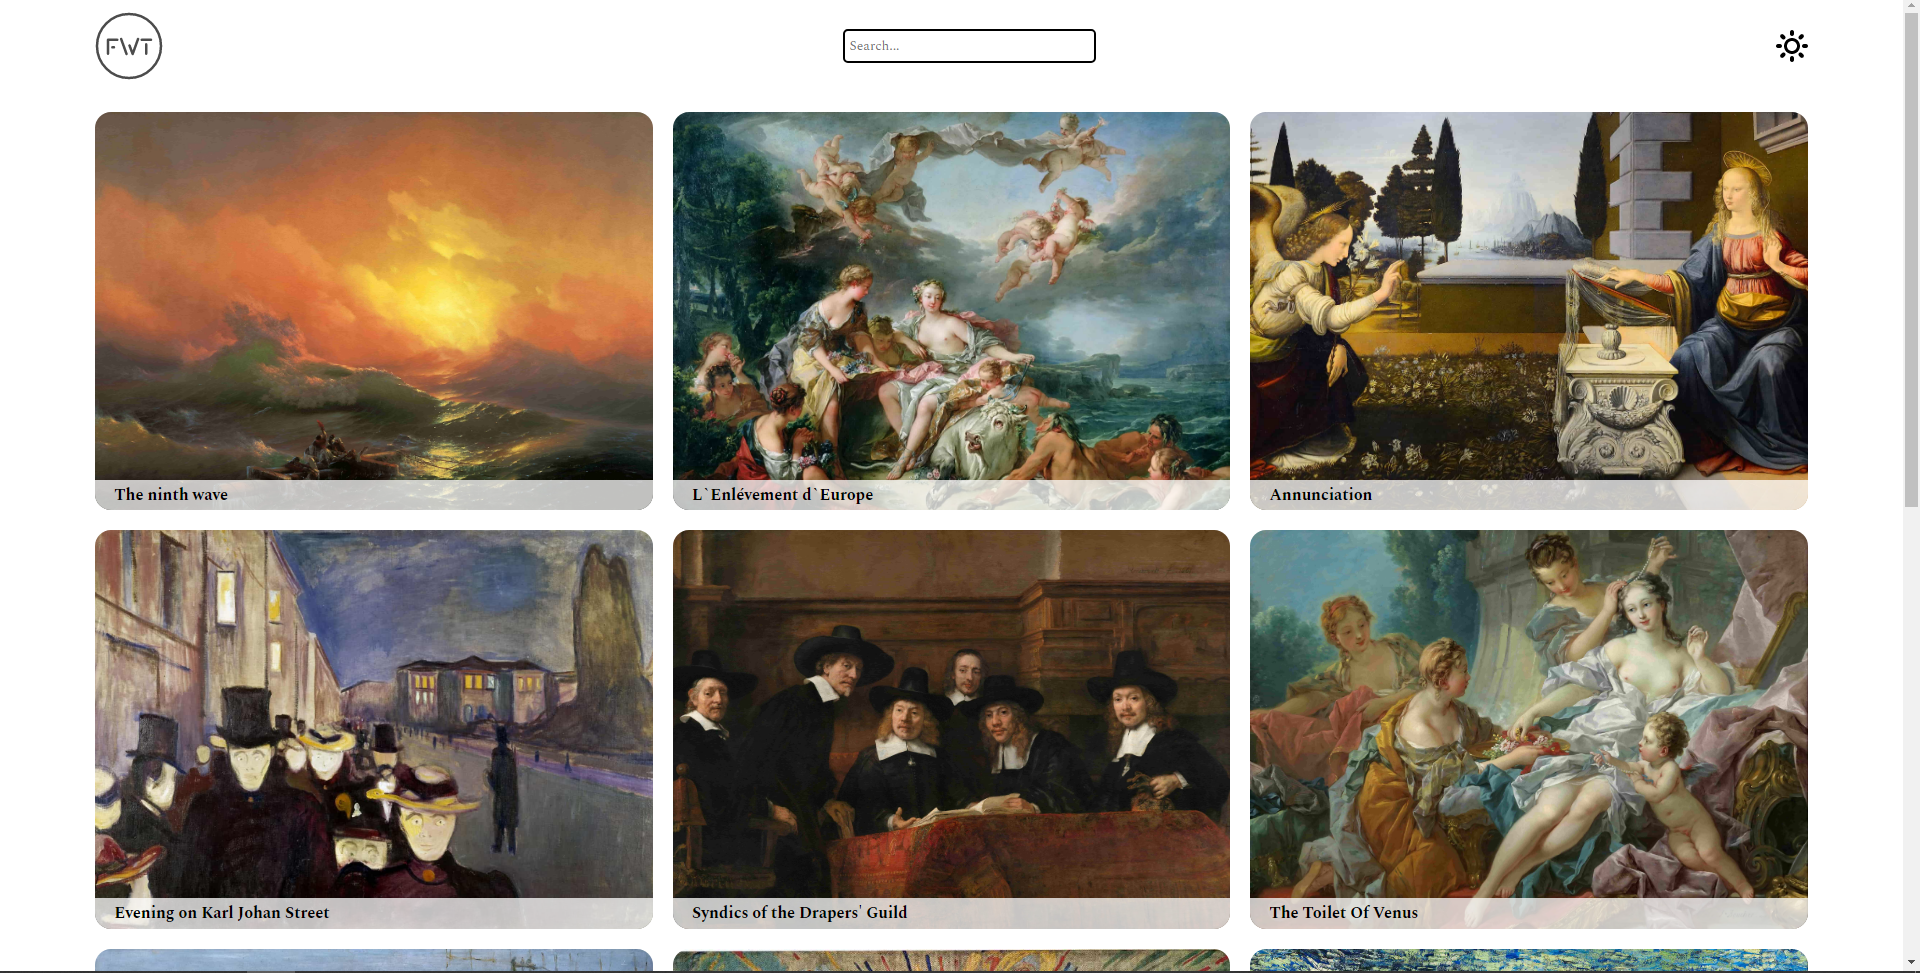 FWT
Search...
The ninth wave
L`Enlévement d`Europe
Annunciation
Evening on Karl Johan Street
Syndics of the Drapers' Guild
The Toilet Of Venus